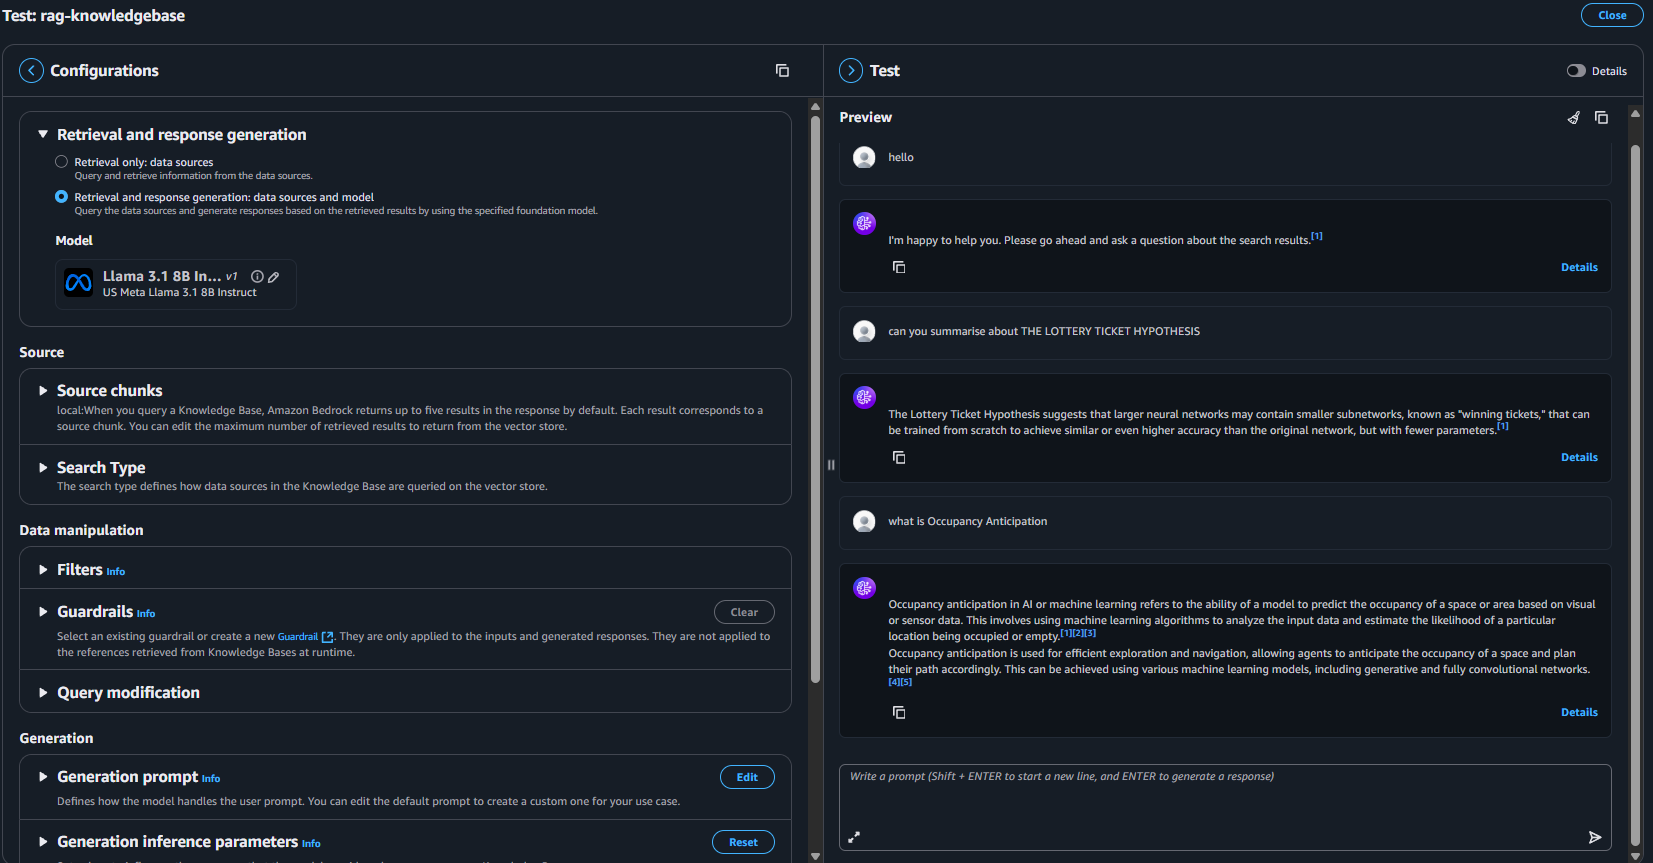 Test: rag-knowledgebase
Close
Configurations
Retrieval and response generation
Retrieval only: data sources
Query and retrieve information from the data sources.
Retrieval and response generation: data sources and model
Query the data sources and generate responses based on the retrieved results by using the specified foundation model.
Model
Llama 3.1 8B In... v1
US Meta Llama 3.1 8B Instruct
Source
Source chunks
local:When you query a Knowledge Base, Amazon Bedrock returns up to five results in the response by default. Each result corresponds to a
source chunk. You can edit the maximum number of retrieved results to return from the vector store.
Search Type
The search type defines how data sources in the Knowledge Base are queried on the vector store.
Data manipulation
Filters Info
Guardrails Info
Clear
Select an existing guardrail or create a new Guardrail . They are only applied to the inputs and generated responses. They are not applied to
the references retrieved from Knowledge Bases at runtime.
Query modification
Generation
Generation prompt Info
Edit
Defines how the model handles the user prompt. You can edit the default prompt to create a custom one for your use case.
Generation inference parameters Info
Reset
Test
Details
Preview
hello
I'm happy to help you. Please go ahead and ask a question about the search results.[1]
Details
can you summarise about THE LOTTERY TICKET HYPOTHESIS
The Lottery Ticket Hypothesis suggests that larger neural networks may contain smaller subnetworks, known as "winning tickets," that can
be trained from scratch to achieve similar or even higher accuracy than the original network, but with fewer parameters.[1]
Details
what is Occupancy Anticipation
Occupancy anticipation in AI or machine learning refers to the ability of a model to predict the occupancy of a space or area based on visual
or sensor data. This involves using machine learning algorithms to analyze the input data and estimate the likelihood of a particular
location being occupied or empty.[1][2][3]
Occupancy anticipation is used for efficient exploration and navigation, allowing agents to anticipate the occupancy of a space and plan
their path accordingly. This can be achieved using various machine learning models, including generative and fully convolutional networks.
[4][5]
Details
Write a prompt (Shift + ENTER to start a new line, and ENTER to generate a response)